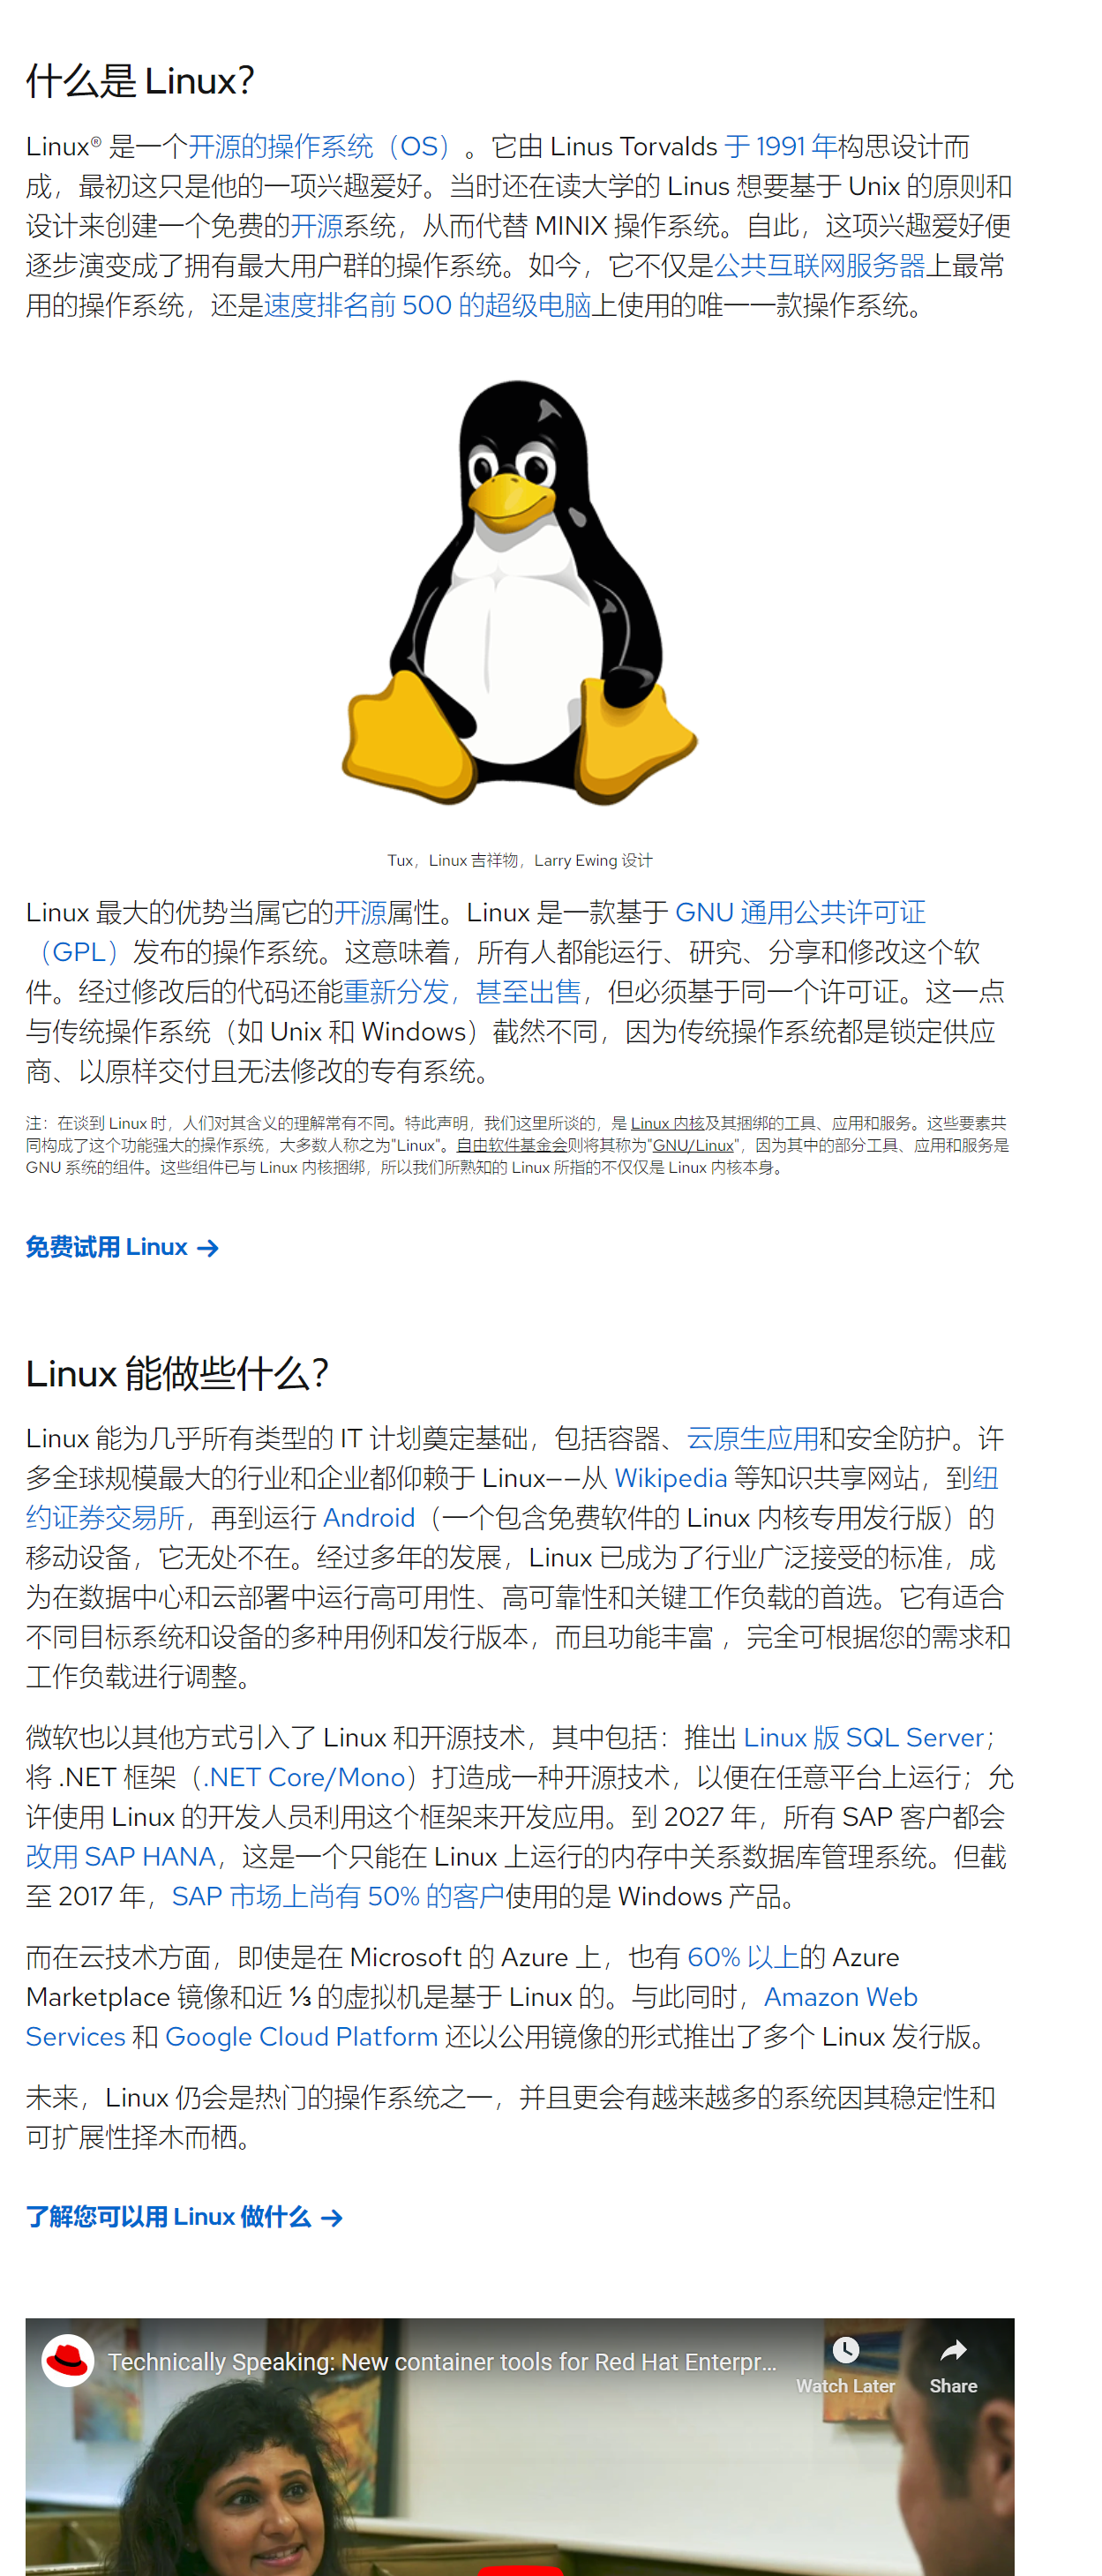 什么是 Linux？
Linux® 是一个开源的操作系统（OS）。它由 Linus Torvalds 于 1991 年构思设计而
成，最初这只是他的一项兴趣爱好。当时还在读大学的 Linus 想要基于 Unix 的原则和
设计来创建一个免费的开源系统，从而代替 MINIX 操作系统。自此，这项兴趣爱好便
逐步演变成了拥有最大用户群的操作系统。如今，它不仅是公共互联网服务器上最常
用的操作系统，还是速度排名前 500 的超级电脑上使用的唯一一款操作系统。
Tux，Linux 吉祥物，Larry Ewing 设计
Linux 最大的优势当属它的开源属性。Linux 是一款基于 GNU 通用公共许可证
（GPL）发布的操作系统。这意味着，所有人都能运行、研究、分享和修改这个软
件。经过修改后的代码还能重新分发，甚至出售，但必须基于同一个许可证。这一点
与传统操作系统（如 Unix 和 Windows）截然不同，因为传统操作系统都是锁定供应
商、以原样交付且无法修改的专有系统。
注：在谈到 Linux 时，人们对其含义的理解常有不同。特此声明，我们这里所谈的，是 Linux 内核及其捆绑的工具、应用和服务。这些要素共
同构成了这个功能强大的操作系统，大多数人称之为"Linux"。自由软件基金会则将其称为"GNU/Linux"，因为其中的部分工具、应用和服务是
GNU 系统的组件。这些组件已与 Linux 内核捆绑，所以我们所熟知的 Linux 所指的不仅仅是 Linux 内核本身。
免费试用 Linux →
Linux 能做些什么？
Linux 能为几乎所有类型的 IT 计划奠定基础，包括容器、云原生应用和安全防护。许
多全球规模最大的行业和企业都仰赖于 Linux——从 Wikipedia 等知识共享网站，到纽
约证券交易所，再到运行 Android（一个包含免费软件的 Linux 内核专用发行版）的
移动设备，它无处不在。经过多年的发展，Linux 已成为了行业广泛接受的标准，成
为在数据中心和云部署中运行高可用性、高可靠性和关键工作负载的首选。它有适合
不同目标系统和设备的多种用例和发行版本，而且功能丰富 ，完全可根据您的需求和
工作负载进行调整。
微软也以其他方式引入了 Linux 和开源技术，其中包括：推出 Linux 版 SQL Server；
将 .NET 框架（.NET Core/Mono）打造成一种开源技术，以便在任意平台上运行；允
许使用 Linux 的开发人员利用这个框架来开发应用。到 2027 年，所有 SAP 客户都会
改用 SAP HANA，这是一个只能在 Linux 上运行的内存中关系数据库管理系统。但截
至 2017 年，SAP 市场上尚有 50% 的客户使用的是 Windows 产品。
而在云技术方面，即使是在 Microsoft 的 Azure 上，也有 60% 以上的 Azure
Marketplace 镜像和近 ⅓ 的虚拟机是基于 Linux 的。与此同时，Amazon Web
Services 和 Google Cloud Platform 还以公用镜像的形式推出了多个 Linux 发行版。
未来，Linux 仍会是热门的操作系统之一，并且更会有越来越多的系统因其稳定性和
可扩展性择木而栖。
了解您可以用 Linux 做什么 →
Technically Speaking: New container tools for Red Hat Enterpr...
Watch Later
Share